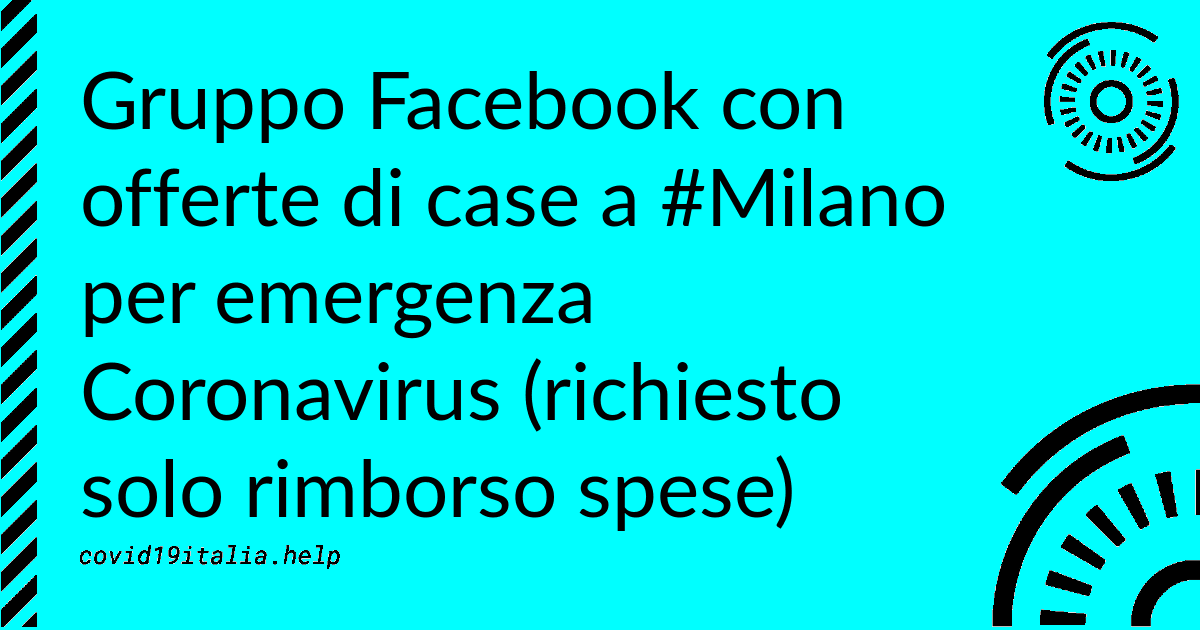 Gruppo Facebook con
offerte di case a #Milano
per emergenza
Coronavirus (richiesto
solo rimborso spese)
covid19italia.help